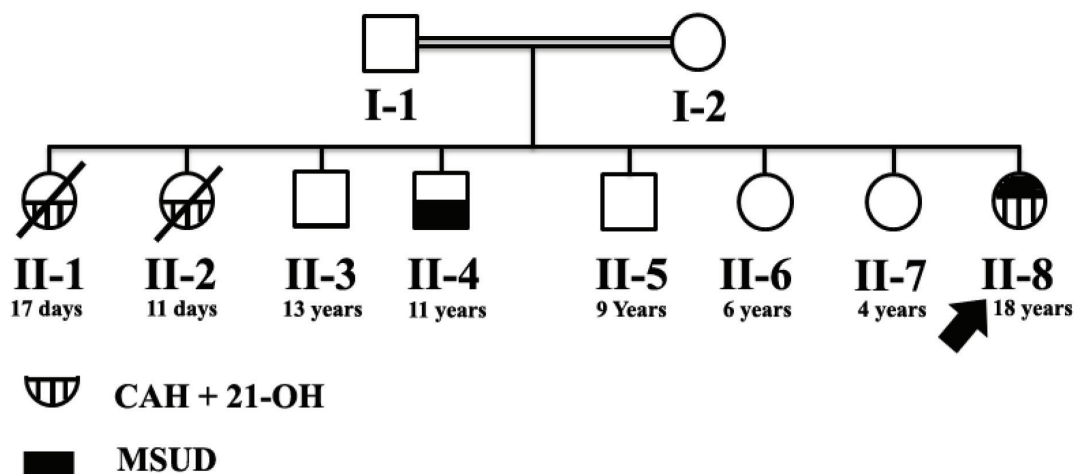 I-1 I-2
II-1 II-2 II-3 II-4 II-5 II-6 II-7 II-8
17 days 11 days 13 years 11 years 9 Years 6 years 4 years 18 years
CAH + 21-OH
MSUD